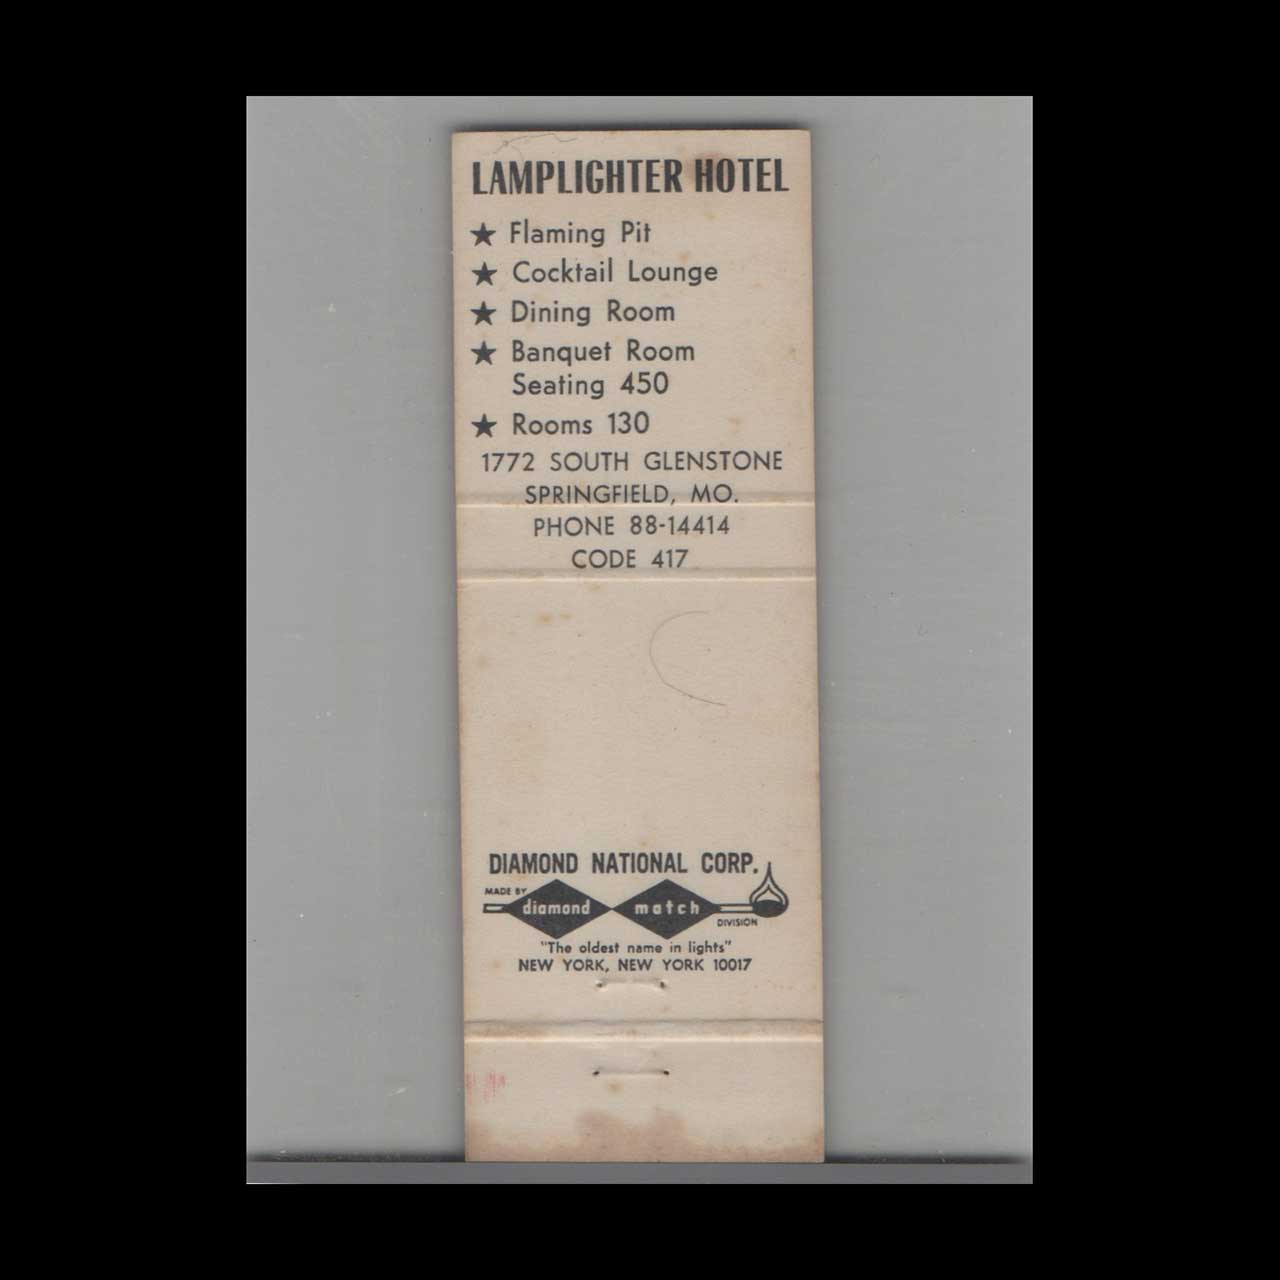 LAMPLIGHTER HOTEL
★ Flaming Pit
★ Cocktail Lounge
★ Dining Room
★ Banquet Room
Seating 450
★ Rooms 130
1772 SOUTH GLENSTONE
SPRINGFIELD, MO.
PHONE 88-14414
CODE 417
DIAMOND NATIONAL CORP.
MADE BY
diamond match
DIVISION
"The oldest name in lights"
NEW YORK, NEW YORK 10017